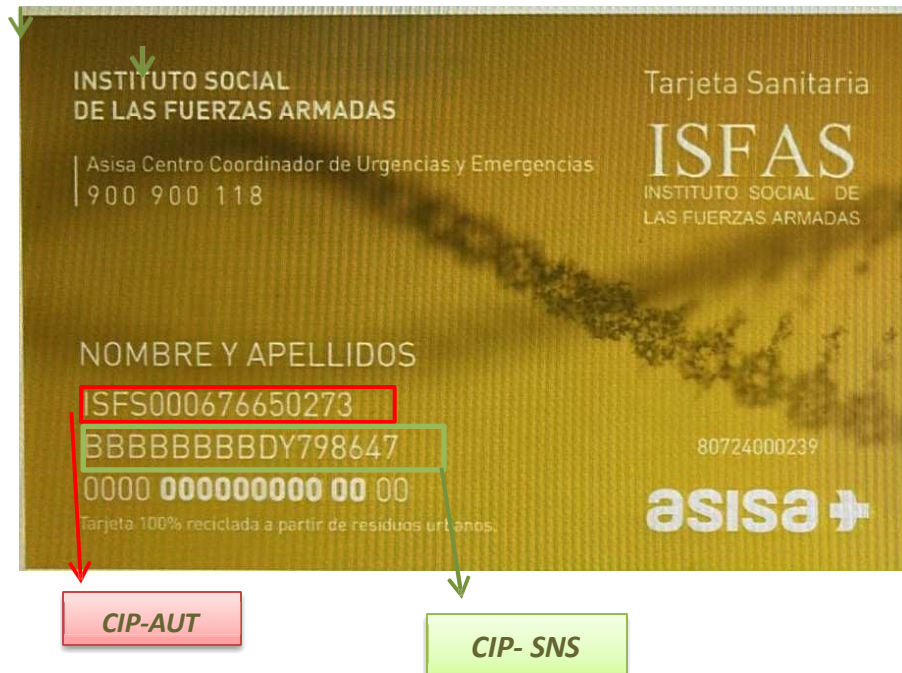 INSTITUTO SOCIAL
DE LAS FUERZAS ARMADAS
Asisa Centro Coordinador de Urgencias y Emergencias
900 900 118
Tarjeta Sanitaria
ISFAS
INSTITUTO SOCIAL DE
LAS FUERZAS ARMADAS
NOMBRE Y APELLIDOS
ISFS000676650273
BBBBBBBBDY798647
0000 000000000 00 00
Tarjeta 100% reciclada a partir de residuos urbanos.
80724000239
asisa
CIP-AUT
CIP- SNS